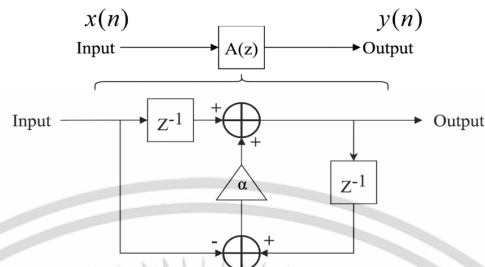 x(n) y(n)
Input A(z) Output
Input Z-1 + Output
+
α Z-1
- +